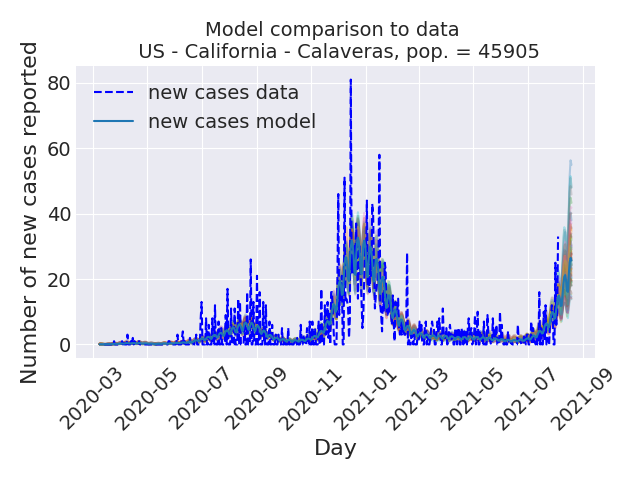 Model comparison to data
US - California - Calaveras, pop. = 45905
Number of new cases reported
80
60
40
20
0
new cases data
new cases model
2020-03
2020-05
2020-07
2020-09
2020-11
2021-01
2021-03
2021-05
2021-07
2021-09
Day